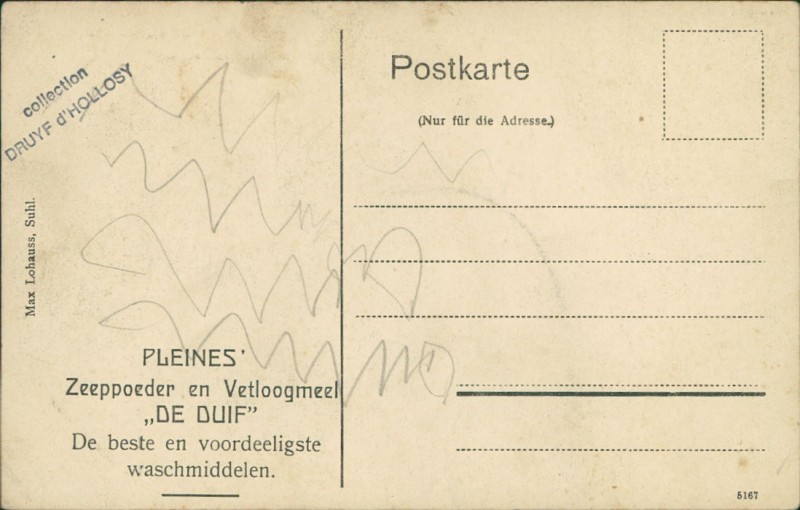 collection
DRUYF d'HOLLOSY
Max Lohauss, Suhl.
PLEINES'
Zeeppoeder en Vetloogmeel
„DE DUIF”
De beste en voordeeligste
waschmiddelen.
Postkarte
(Nur für die Adresse.)
5167